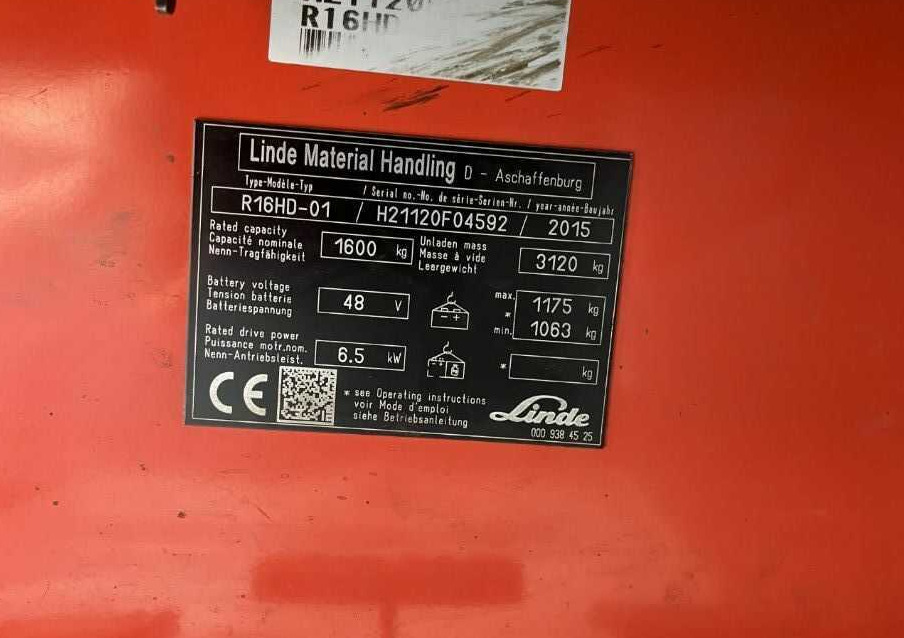 R16HD
Linde Material Handling D - Aschaffenburg
Type-Modèle-Typ / Serial no.-No. de série-Serien-Nr. / year-année-Baujahr
R16HD-01 / H21120F04592 / 2015
Rated capacity
Capacité nominale
Nenn-Tragfähigkeit
1600 kg
Unladen mass
Masse à vide
Leergewicht
3120 kg
Battery voltage
Tension batterie
Batteriespannung
48 V
max. 1175 kg
*
min. 1063 kg
Rated drive power
Puissance motr.nom.
Nenn-Antriebsleist.
6.5 kW
* kg
CE
* see Operating instructions
voir Mode d'emploi
siehe Betriebsanleitung
Linde
000 938 45 25